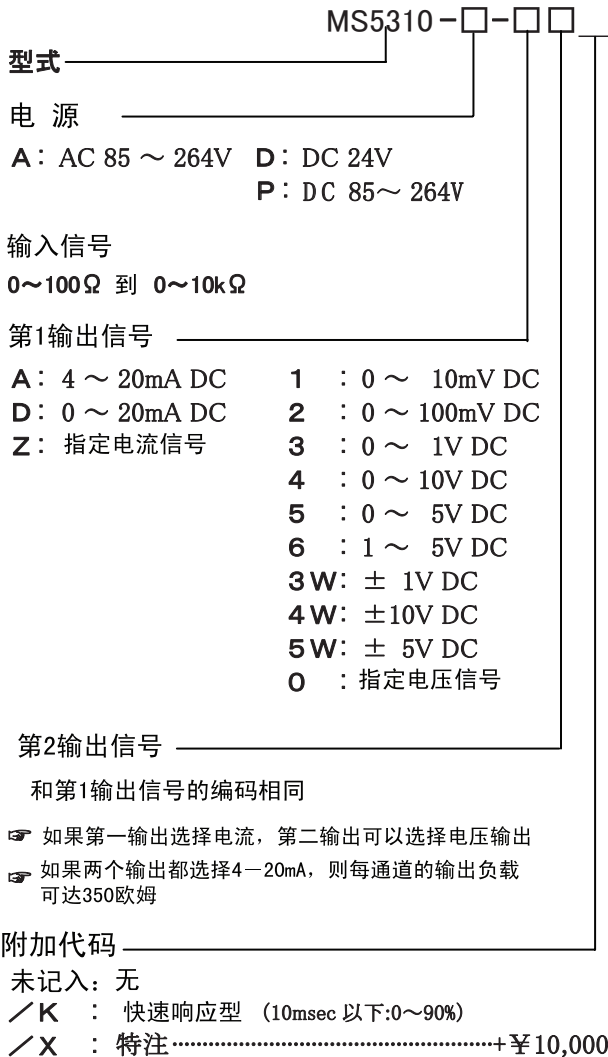 MS5310-□-□□
型式
电 源
A： AC 85 ～ 264V D： DC 24V
P： DC 85～ 264V
输入信号
0～100Ω 到 0～10kΩ
第1输出信号
A： 4 ～ 20mA DC 1 ：0 ～ 10mV DC
D： 0 ～ 20mA DC 2 ：0 ～ 100mV DC
Z： 指定电流信号 3 ：0 ～ 1V DC
4 ：0 ～ 10V DC
5 ：0 ～ 5V DC
6 ：1 ～ 5V DC
3W： ± 1V DC
4W： ±10V DC
5W： ± 5V DC
0 ：指定电压信号
第2输出信号
和第1输出信号的编码相同
☞ 如果第一输出选择电流，第二输出可以选择电压输出
☞ 如果两个输出都选择4－20mA，则每通道的输出负载
可达350欧姆
附加代码
未记入：无
／K ： 快速响应型 (10msec 以下:0～90%)
／X ： 特注························+￥10,000